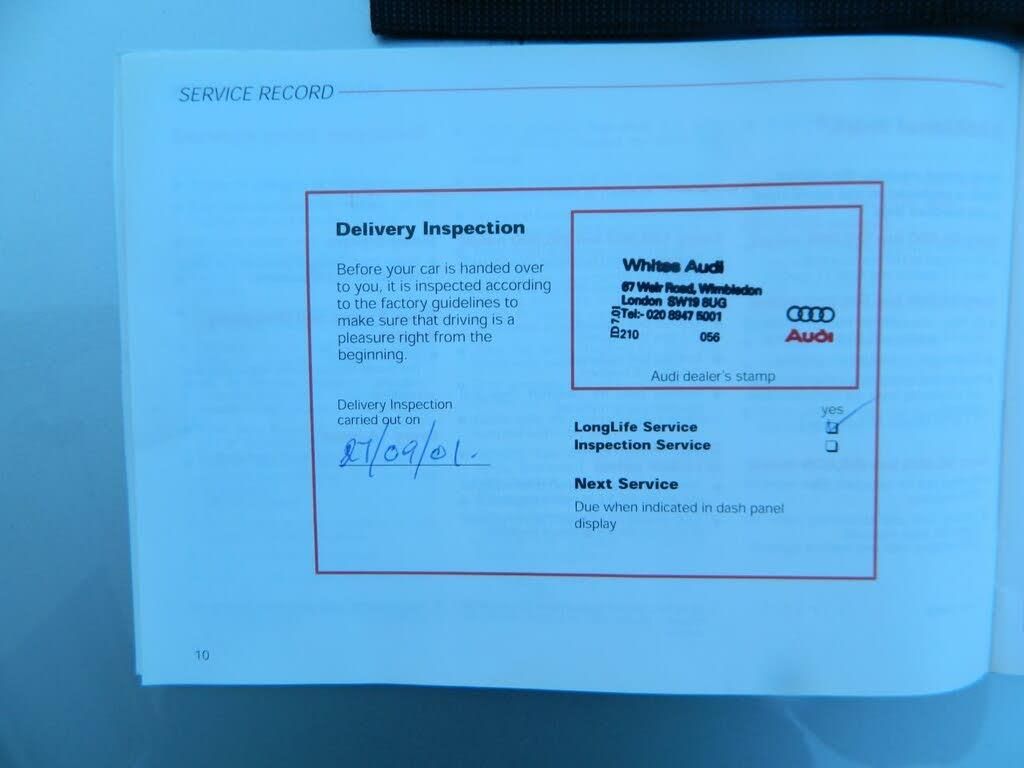 SERVICE RECORD
Delivery Inspection
Before your car is handed over
to you, it is inspected according
to the factory guidelines to
make sure that driving is a
pleasure right from the
beginning.
Delivery Inspection
carried out on
27/09/01.
Whites Audi
67 Weir Road, Wimbledon
London SW19 8UG
Tel:- 020 8947 5001
ID 7.01
210 056
Audi
Audi dealer's stamp
yes
LongLife Service
Inspection Service
Next Service
Due when indicated in dash panel
display
10